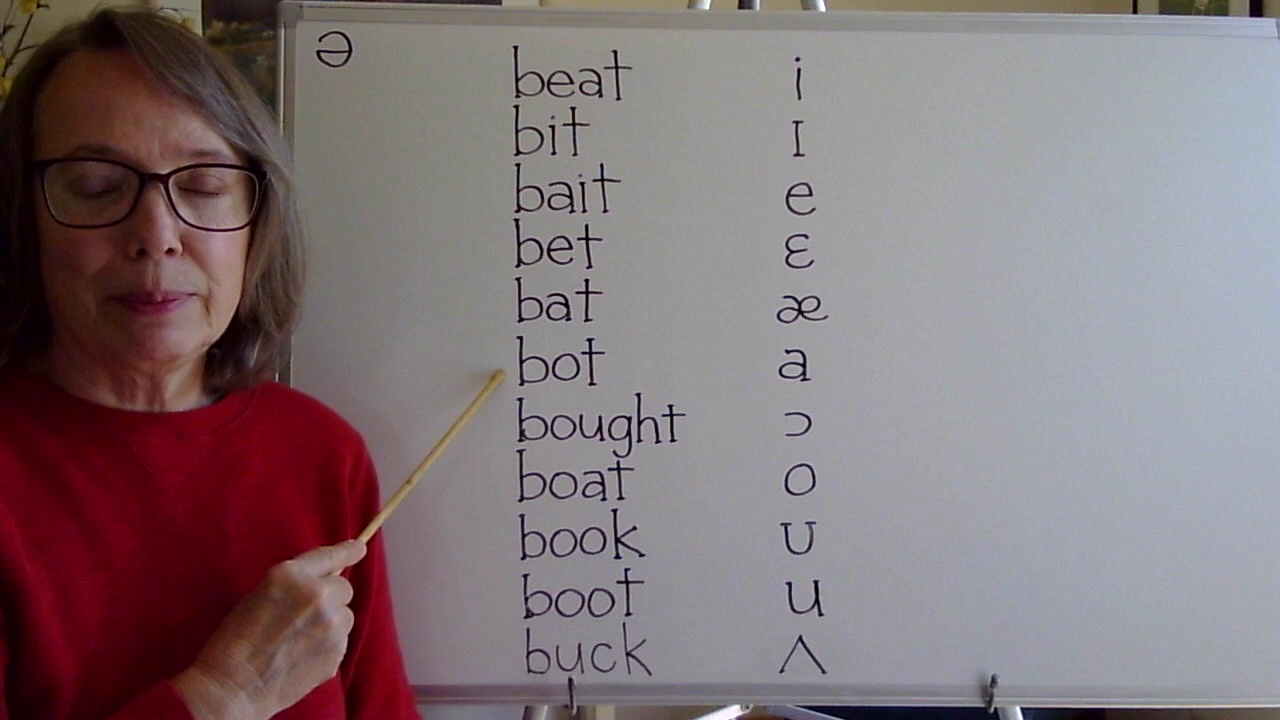 ə
beat i
bit ɪ
bait e
bet ɛ
bat æ
bot a
bought ɔ
boat o
book ʊ
boot u
buck ʌ